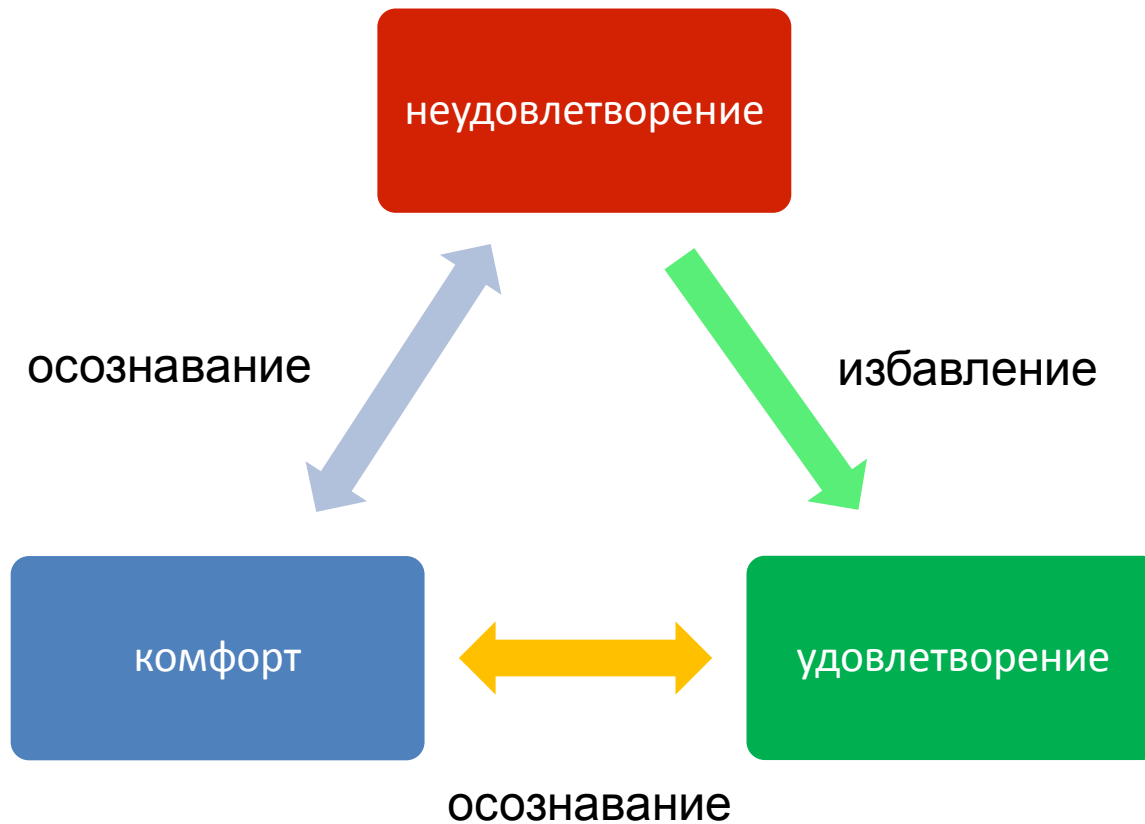 неудовлетворение
осознавание
избавление
комфорт
удовлетворение
осознавание